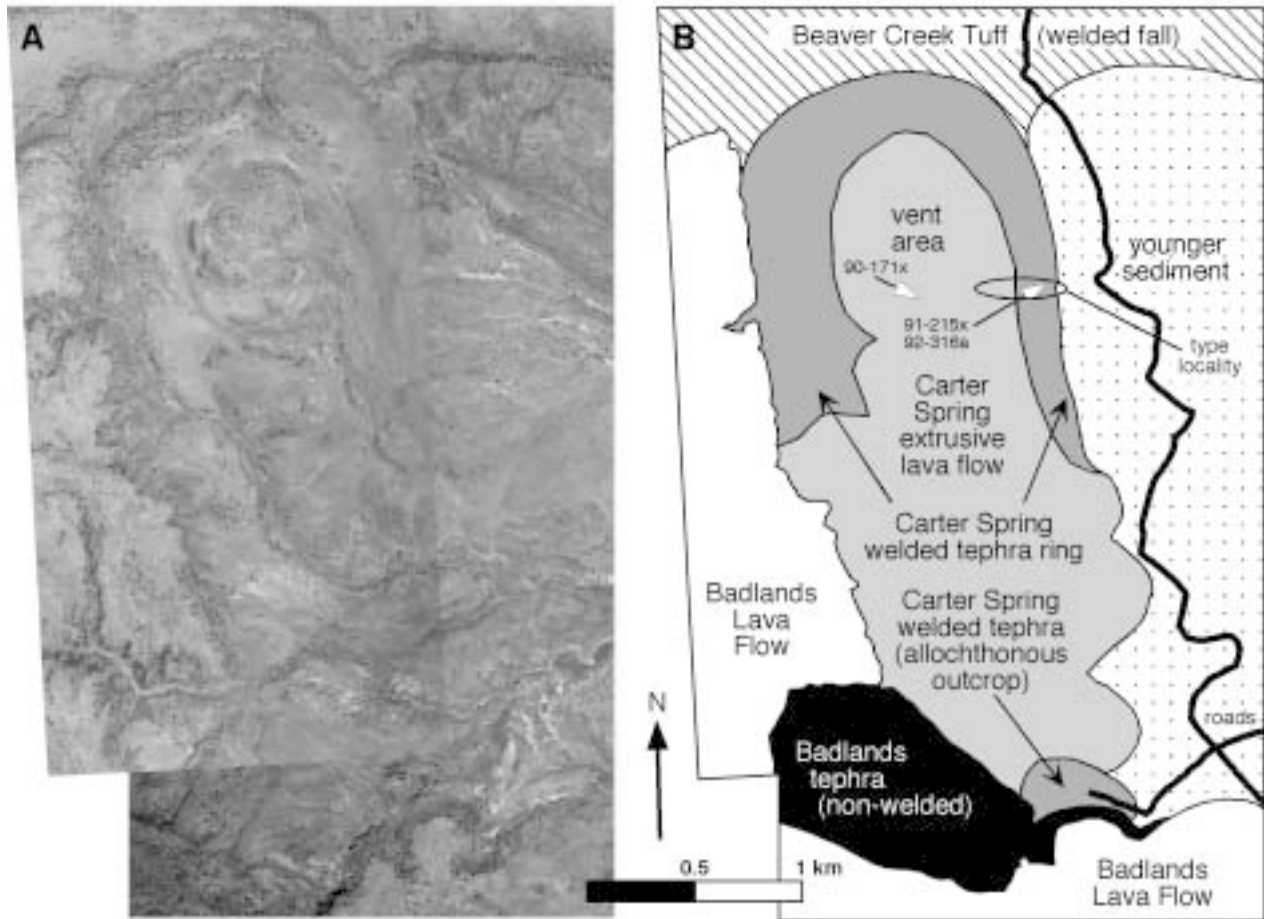 A
B
Beaver Creek Tuff (welded fall)
vent
area
90-171x
91-215x
92-316a
younger
sediment
type
locality
Carter
Spring
extrusive
lava flow
Carter Spring
welded tephra ring
Badlands
Lava
Flow
Carter Spring
welded tephra
(allochthonous
outcrop)
N
roads
Badlands
tephra
(non-welded)
0.5
1 km
Badlands
Lava Flow